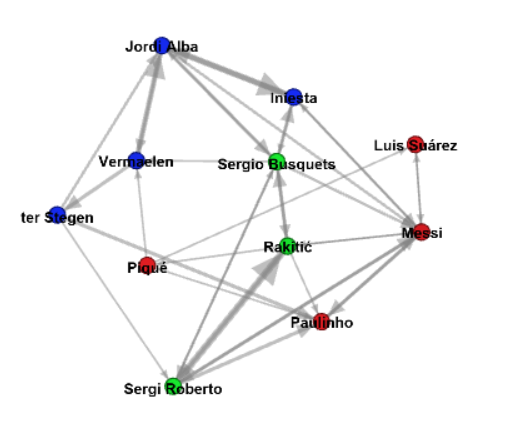 Jordi Alba
Iniesta
Luis Suárez
Vermaelen
Sergio Busquets
ter Stegen
Messi
Rakitić
Piqué
Paulinho
Sergi Roberto